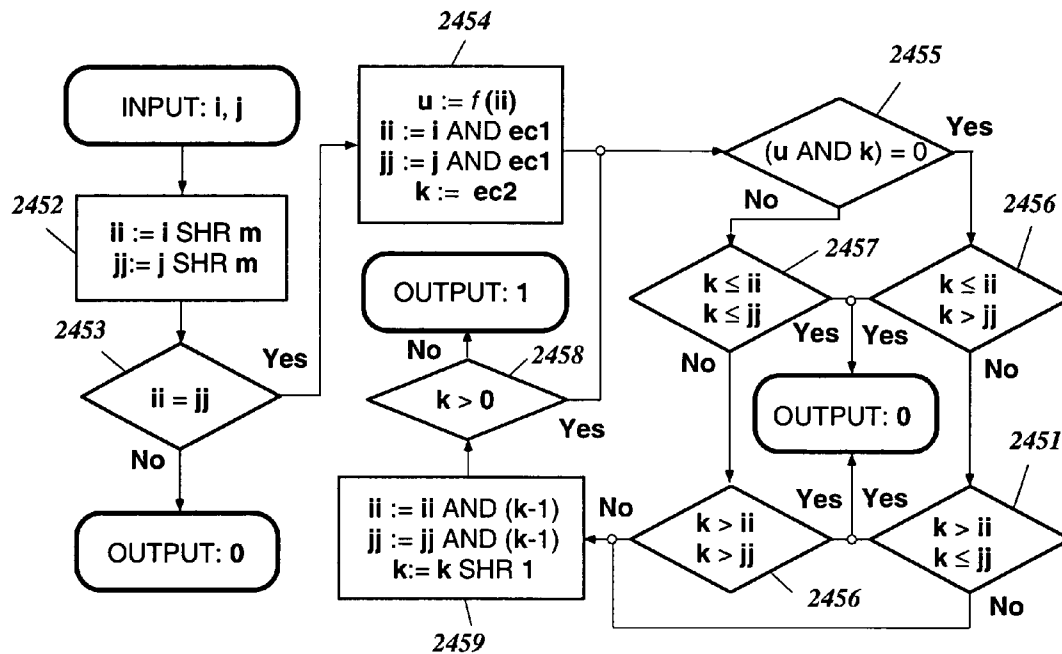 2454
u := f (ii)
ii := i AND ec1
jj := j AND ec1
k := ec2
INPUT: i, j
2452
ii := i SHR m
jj:= j SHR m
2453
ii = jj
Yes
No
OUTPUT: 0
2455
(u AND k) = 0
Yes
No
2456
k ≤ ii
k > jj
Yes
No
2457
k ≤ ii
k ≤ jj
Yes
No
OUTPUT: 1
No
2458
k > 0
Yes
OUTPUT: 0
2451
k > ii
k ≤ jj
Yes
No
k > ii
k > jj
Yes
No
2456
ii := ii AND (k-1)
jj := jj AND (k-1)
k:= k SHR 1
2459